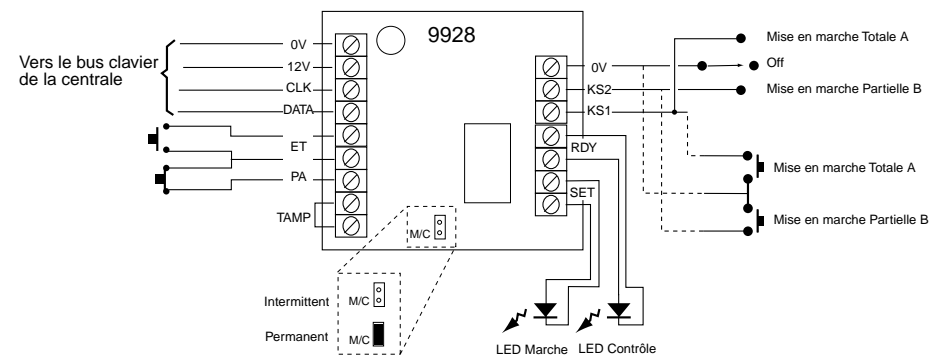 9928
Vers le bus clavier
de la centrale
0V
12V
CLK
DATA
ET
PA
TAMP
0V
KS2
KS1
RDY
SET
M/C
Mise en marche Totale A
Off
Mise en marche Partielle B
Mise en marche Totale A
Mise en marche Partielle B
Intermittent
M/C
Permanent
M/C
LED Marche
LED Contrôle